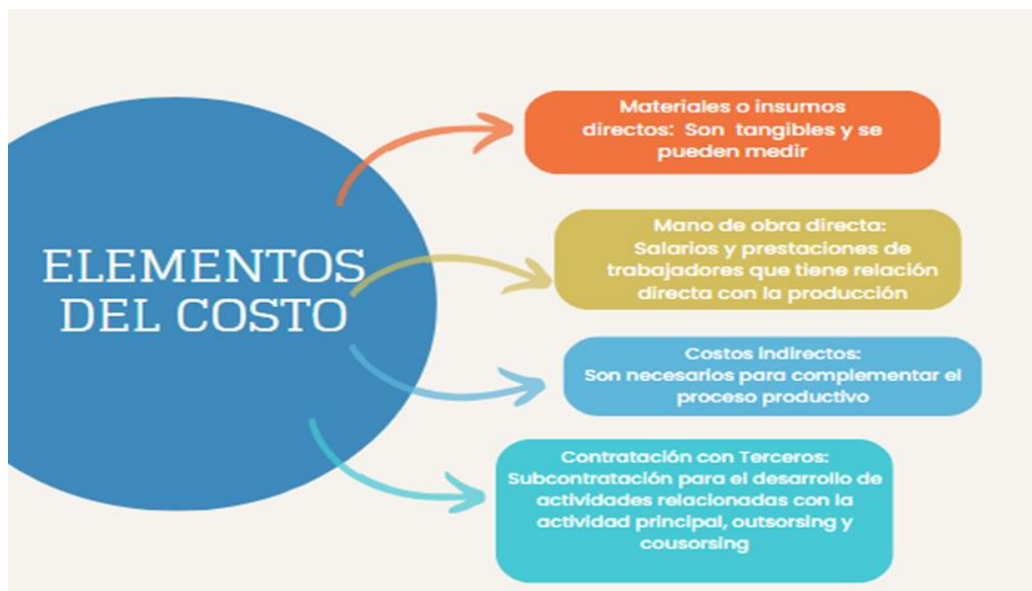 ELEMENTOS
DEL COSTO
Materiales o insumos
directos: Son tangibles y se
pueden medir
Mano de obra directa:
Salarios y prestaciones de
trabajadores que tiene relación
directa con la producción
Costos indirectos:
Son necesarios para complementar el
proceso productivo
Contratación con Terceros:
Subcontratación para el desarrollo de
actividades relacionadas con la
actividad principal, outsorsing y
cousorsing